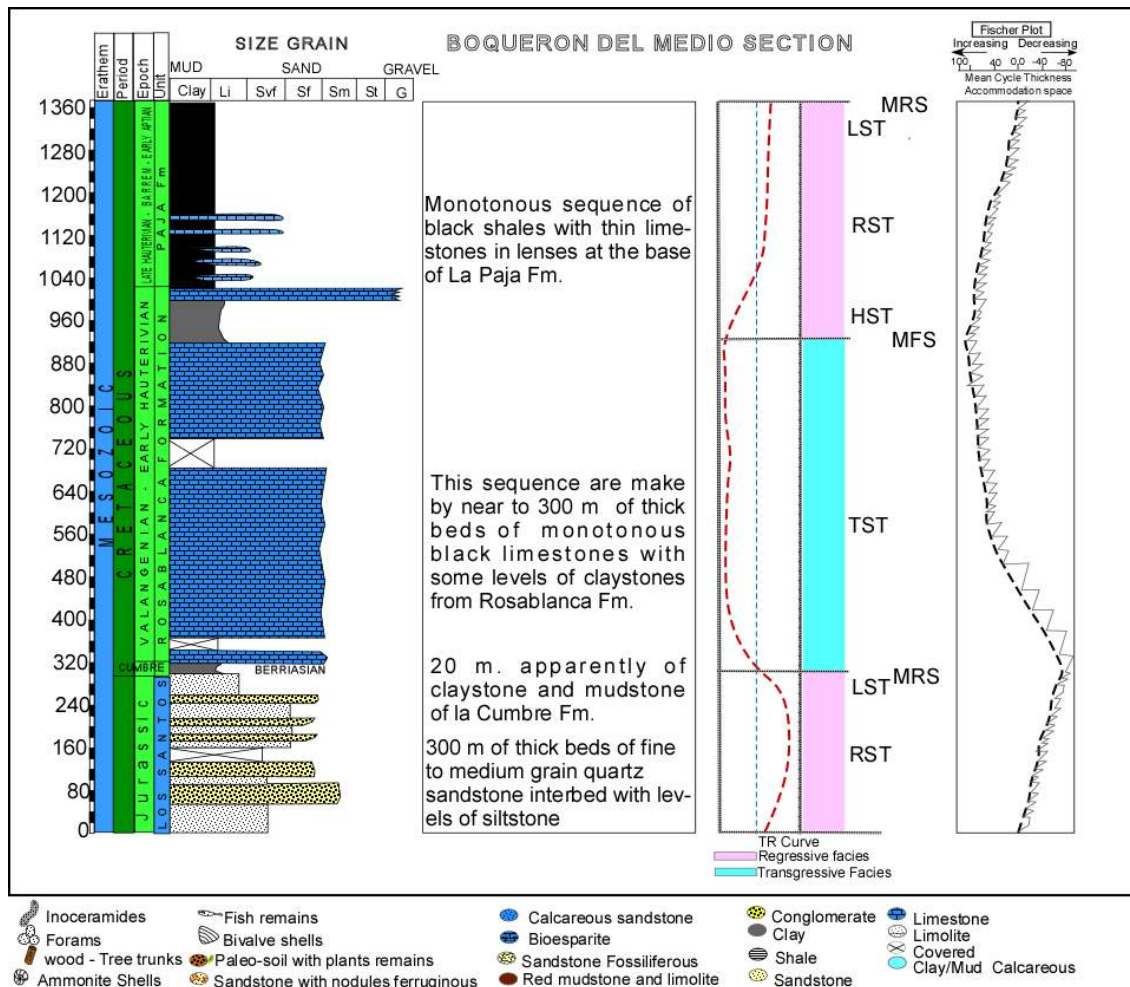 SIZE GRAIN
BOQUERON DEL MEDIO SECTION
Fischer Plot
Increasing Decreasing
100 40 0,0 -40 -80
Mean Cycle Thickness
Accommodation space
Erathem
Period
Epoch
Unit
MUD SAND GRAVEL
Clay Li Svf Sf Sm St G
1360
1280
1200
1120
1040
960
880
800
720
640
560
480
400
320
240
160
80
0
MESOZOIC
CRETACEOUS
LATE HAUTERIVIAN - BARREM - EARLY APTIAN
PAJA Fm
VALANGENIAN - EARLY HAUTERIVIAN
ROSABLANCA FORMATION
CUMBRE
BERRIASIAN
Jurassic
LOS SANTOS
Monotonous sequence of
black shales with thin lime-
stones in lenses at the base
of La Paja Fm.
This sequence are make
by near to 300 m of thick
beds of monotonous
black limestones with
some levels of claystones
from Rosablanca Fm.
20 m. apparently of
claystone and mudstone
of la Cumbre Fm.
300 m of thick beds of fine
to medium grain quartz
sandstone interbed with lev-
els of siltstone
MRS
LST
RST
HST
MFS
TST
MRS
LST
RST
TR Curve
Regressive facies
Transgressive Facies
Inoceramides
Forams
wood - Tree trunks
Ammonite Shells
Fish remains
Bivalve shells
Paleo-soil with plants remains
Sandstone with nodules ferruginous
Calcareous sandstone
Bioesparite
Sandstone Fossiliferous
Red mudstone and limolite
Conglomerate
Clay
Shale
Sandstone
Limestone
Limolite
Covered
Clay/Mud Calcareous